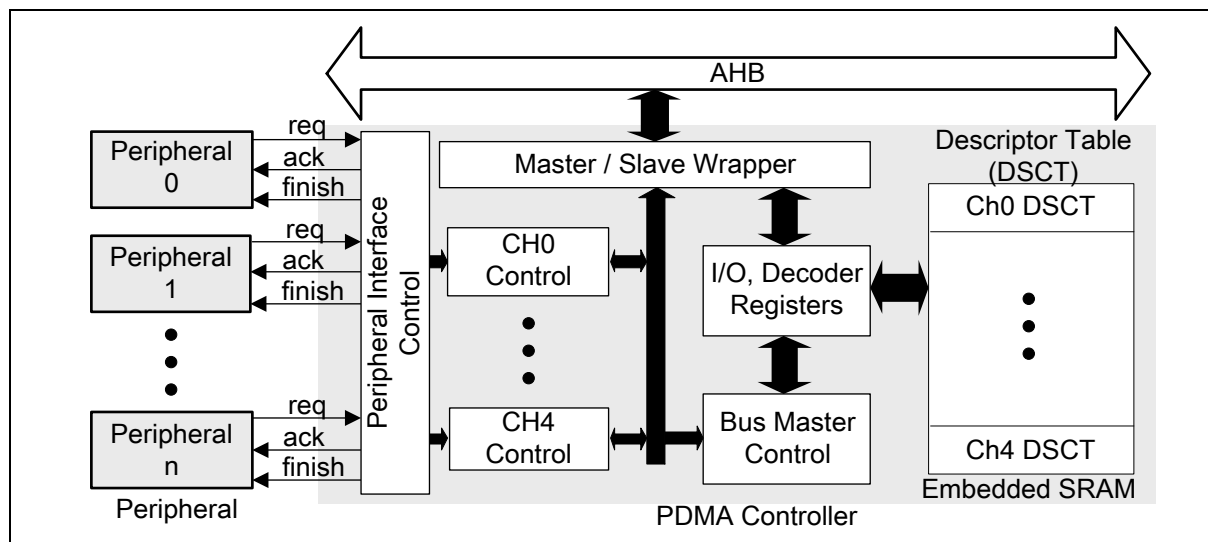 AHB
Peripheral
0
req
ack
finish
Peripheral
1
req
ack
finish
Peripheral
n
req
ack
finish
Peripheral
Peripheral Interface
Control
Master / Slave Wrapper
CH0
Control
CH4
Control
I/O, Decoder
Registers
Bus Master
Control
Descriptor Table
(DSCT)
Ch0 DSCT
Ch4 DSCT
Embedded SRAM
PDMA Controller